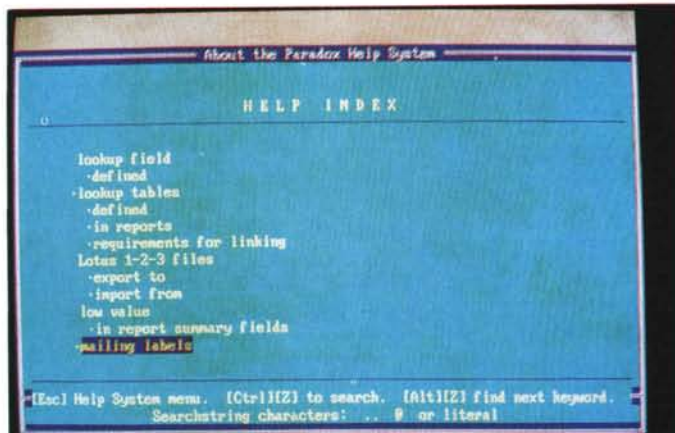 About the Paradox Help System
HELP INDEX
lookup field
·defined
·lookup tables
·defined
·in reports
·requirements for linking
Lotus 1-2-3 files
·export to
·import from
low value
·in report summary fields
·mailing labels
[Esc] Help System menu. [Ctrl][Z] to search. [Alt][Z] find next keyword.
Searchstring characters: .. @ or literal